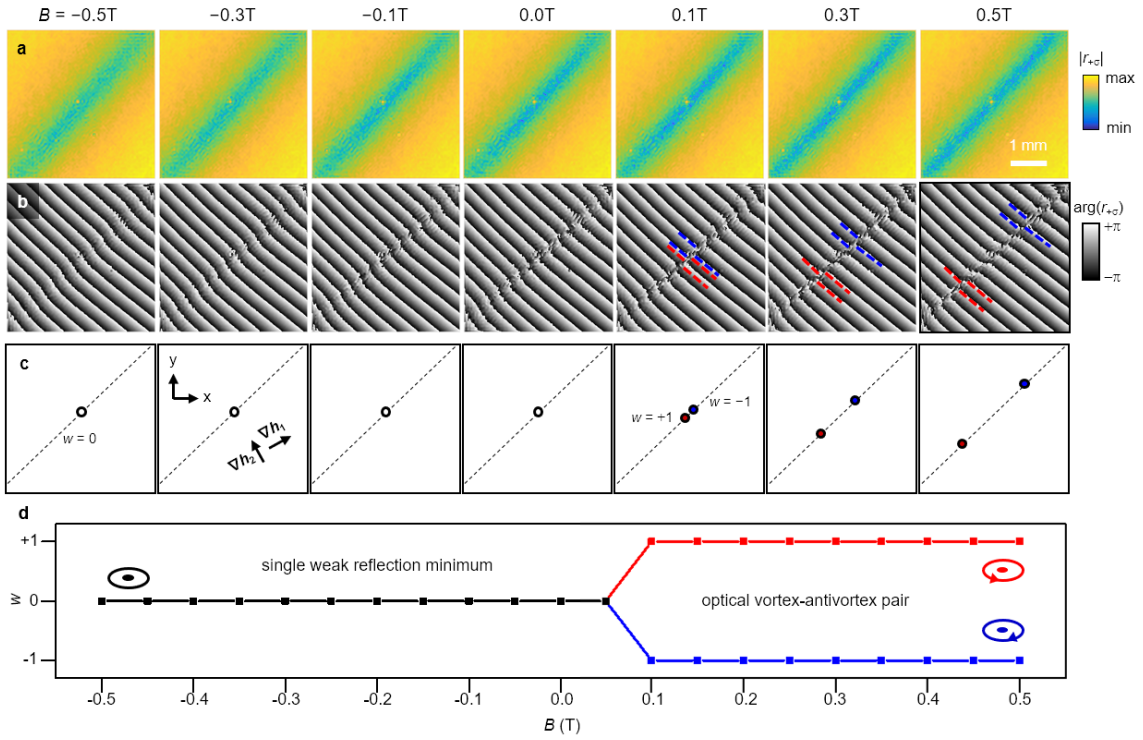 B = −0.5T −0.3T −0.1T 0.0T 0.1T 0.3T 0.5T
a
|r+σ|
max
min
1 mm
b
arg(r+σ)
+π
−π
c
w = 0
y
x
∇h1
∇h2
w = +1
w = −1
d
+1
0
-1
w
single weak reflection minimum
optical vortex-antivortex pair
-0.5 -0.4 -0.3 -0.2 -0.1 0.0 0.1 0.2 0.3 0.4 0.5
B (T)